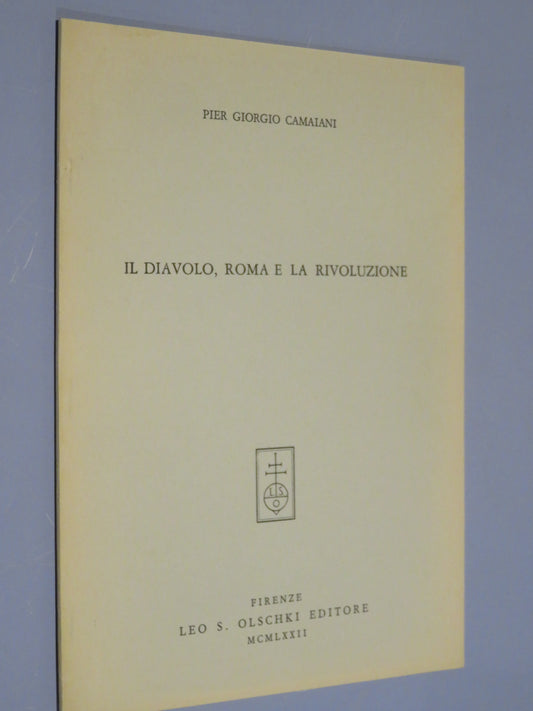 PIER GIORGIO CAMAIANI
IL DIAVOLO, ROMA E LA RIVOLUZIONE
L S
O
FIRENZE
LEO S. OLSCHKI EDITORE
MCMLXXII